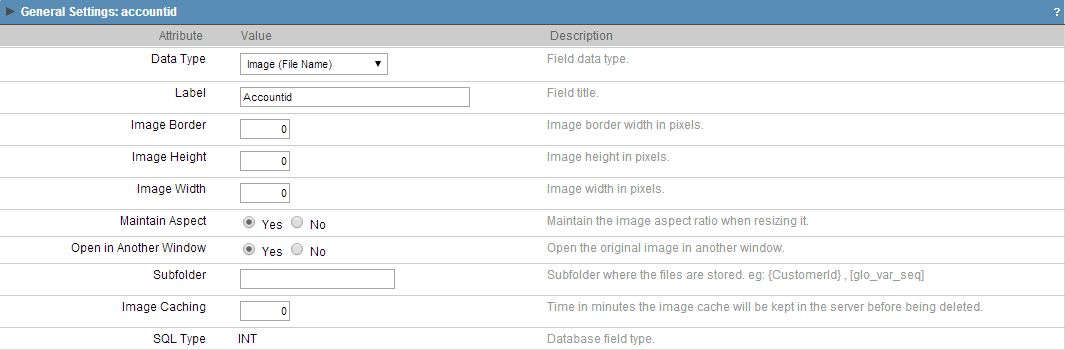 General Settings: accountid ?
Attribute Value Description
Data Type Image (File Name) Field data type.
Label Accountid Field title.
Image Border 0 Image border width in pixels.
Image Height 0 Image height in pixels.
Image Width 0 Image width in pixels.
Maintain Aspect Yes No Maintain the image aspect ratio when resizing it.
Open in Another Window Yes No Open the original image in another window.
Subfolder Subfolder where the files are stored. eg: {CustomerId} , [glo_var_seq]
Image Caching 0 Time in minutes the image cache will be kept in the server before being deleted.
SQL Type INT Database field type.